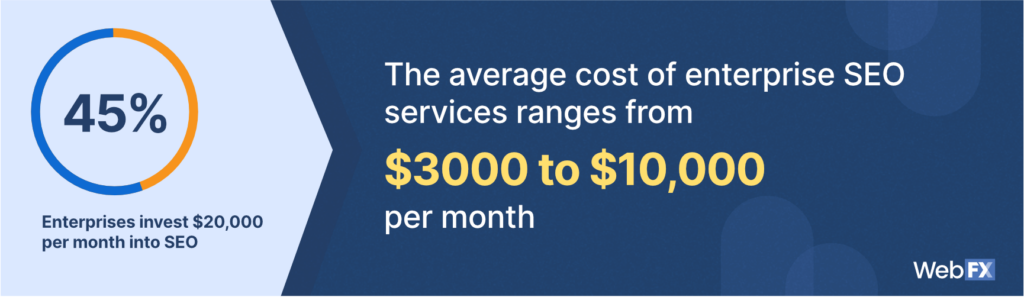 45%
Enterprises invest $20,000
per month into SEO
The average cost of enterprise SEO
services ranges from
$3000 to $10,000
per month
WebFX